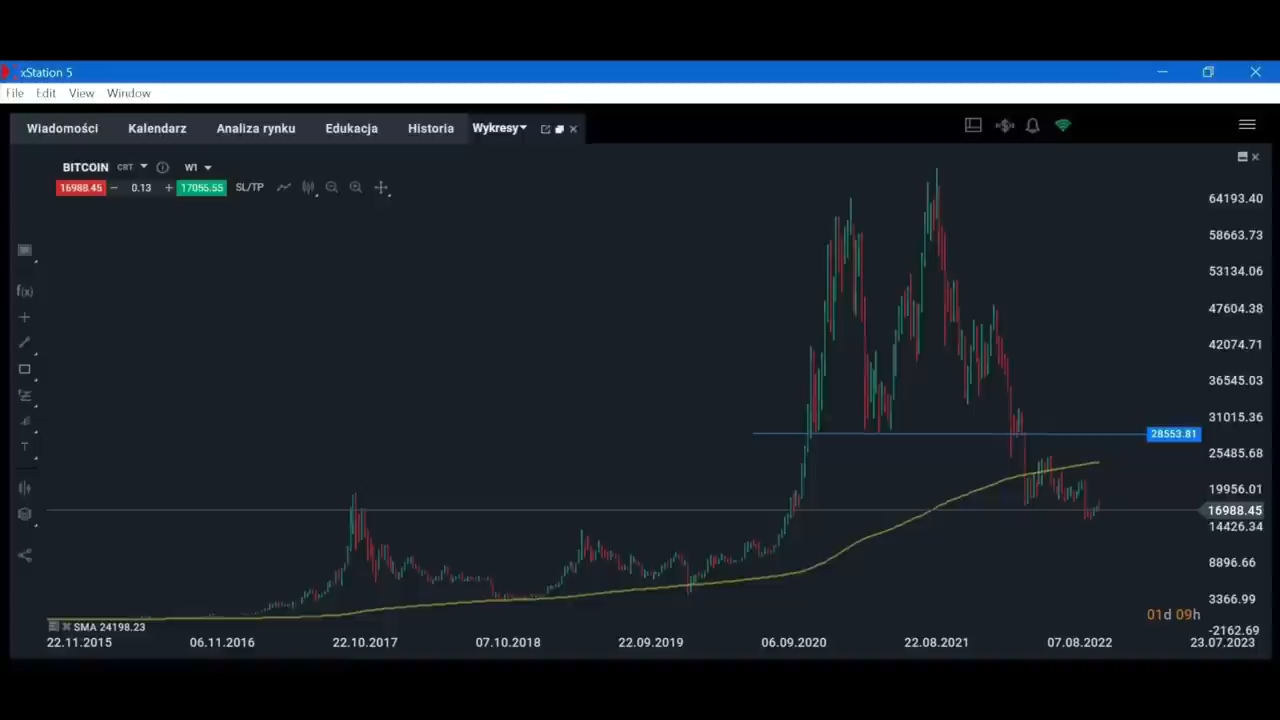 xStation 5
File Edit View Window
Wiadomości Kalendarz Analiza rynku Edukacja Historia Wykresy
BITCOIN CBT W1
16988.45 0.13 17055.55 SL/TP
64193.40
58663.73
53134.06
47604.38
42074.71
36545.03
31015.36
28553.81
25485.68
19956.01
16988.45
14426.34
8896.66
3366.99
01d 09h
SMA 24198.23
-2162.69
22.11.2015 06.11.2016 22.10.2017 07.10.2018 22.09.2019 06.09.2020 22.08.2021 07.08.2022 23.07.2023
f(x)
T